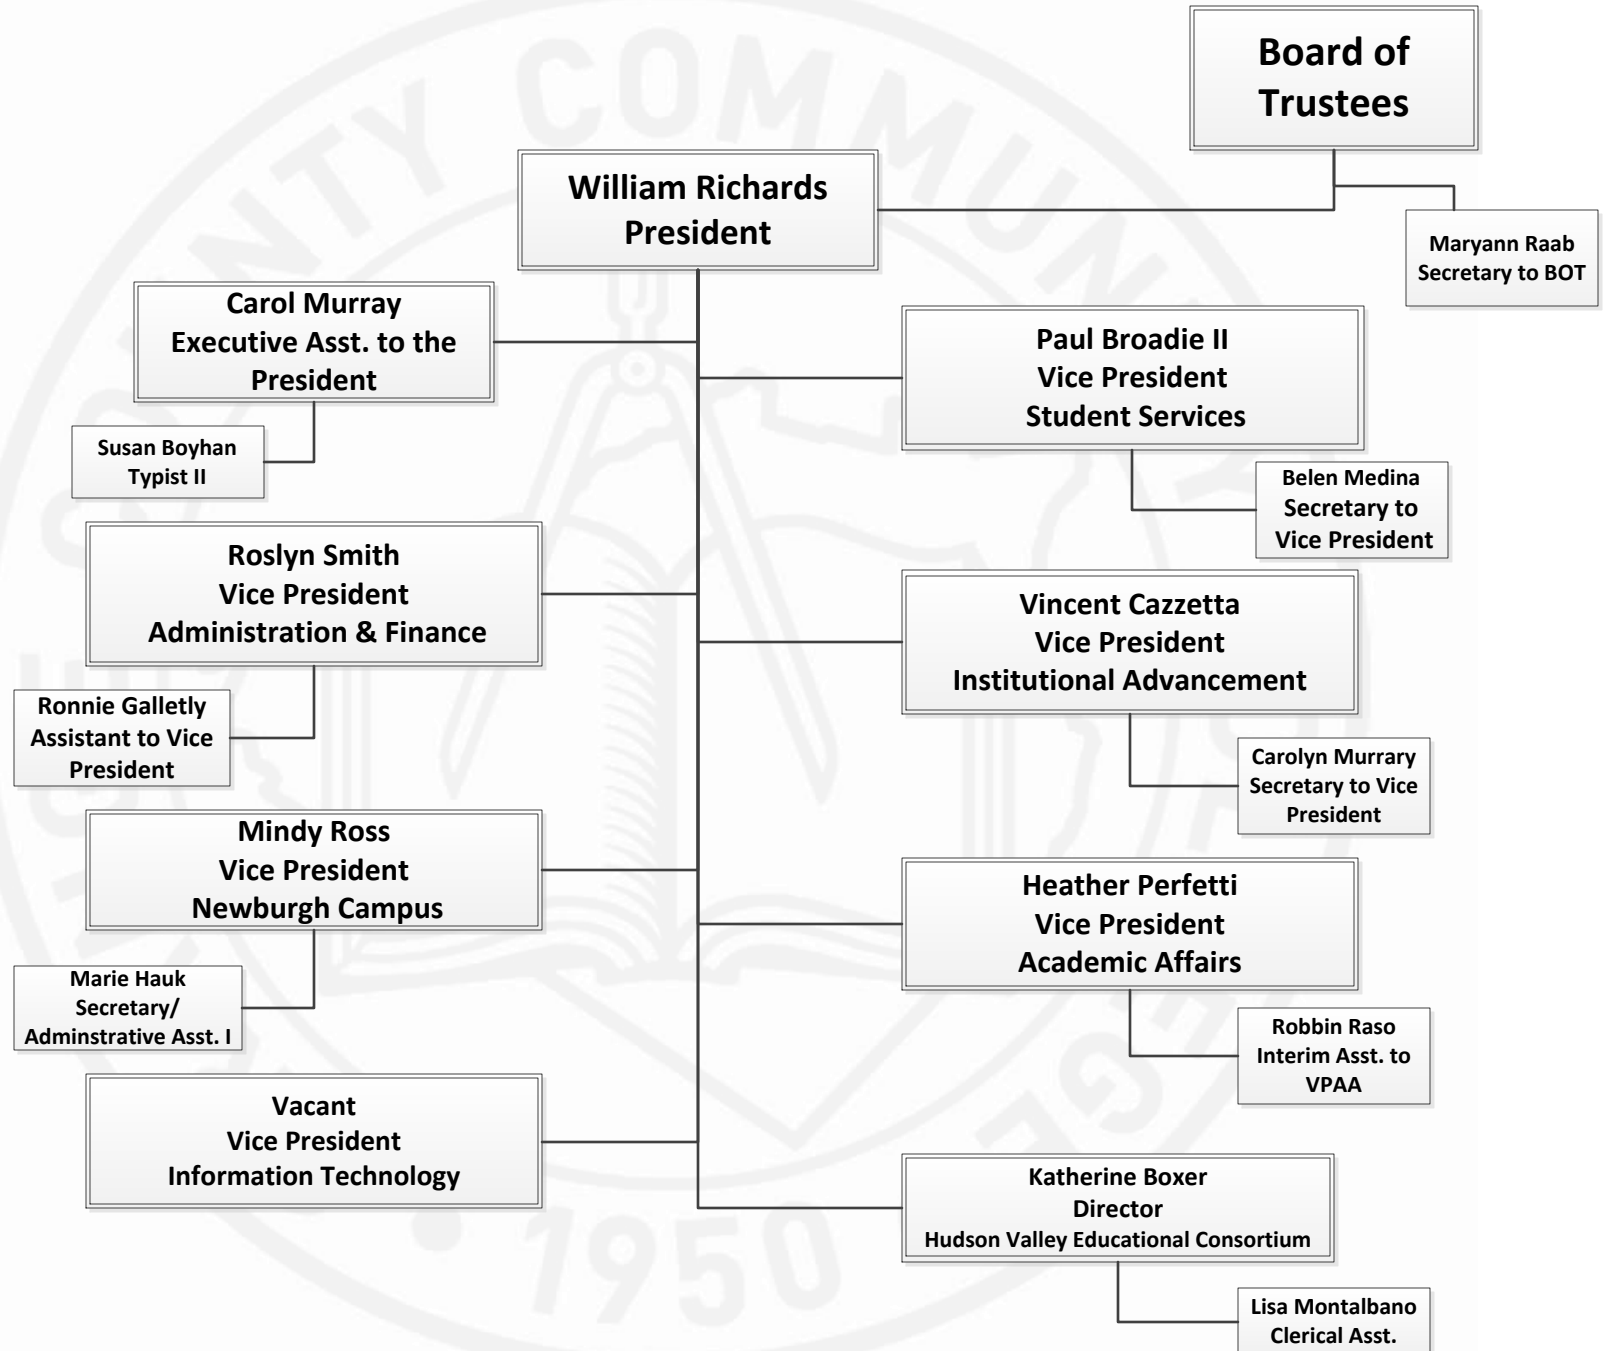 Board of
Trustees
William Richards
President
Maryann Raab
Secretary to BOT
Carol Murray
Executive Asst. to the
President
Susan Boyhan
Typist II
Paul Broadie II
Vice President
Student Services
Belen Medina
Secretary to
Vice President
Roslyn Smith
Vice President
Administration & Finance
Ronnie Galletly
Assistant to Vice
President
Vincent Cazzetta
Vice President
Institutional Advancement
Carolyn Murrary
Secretary to Vice
President
Mindy Ross
Vice President
Newburgh Campus
Marie Hauk
Secretary/
Adminstrative Asst. I
Heather Perfetti
Vice President
Academic Affairs
Robbin Raso
Interim Asst. to
VPAA
Vacant
Vice President
Information Technology
Katherine Boxer
Director
Hudson Valley Educational Consortium
Lisa Montalbano
Clerical Asst.
COUNTY COMMUNITY
1950